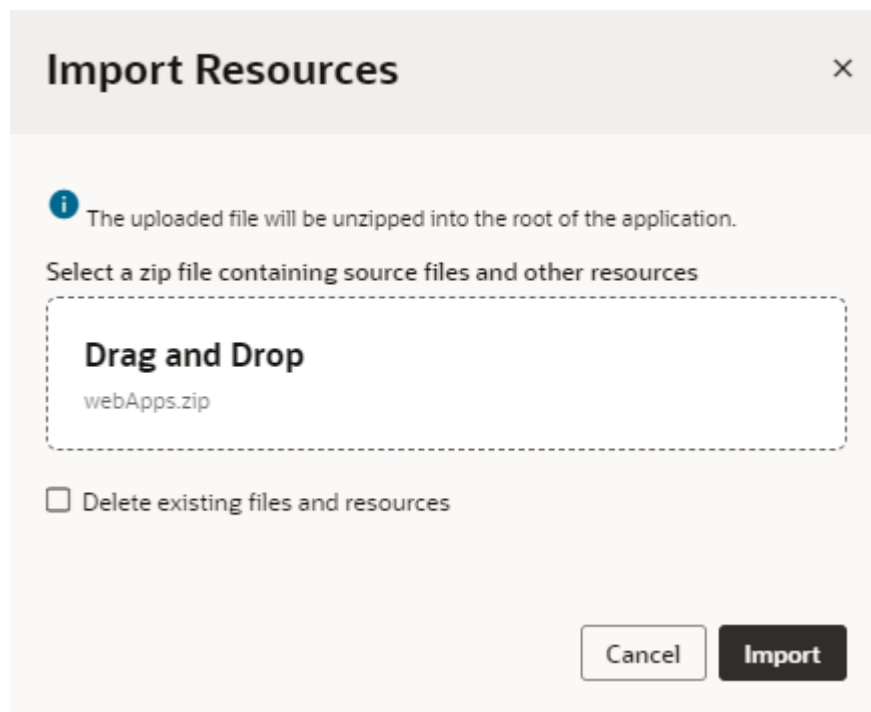 Import Resources
The uploaded file will be unzipped into the root of the application.
Select a zip file containing source files and other resources
Drag and Drop
webApps.zip
Delete existing files and resources
Cancel
Import